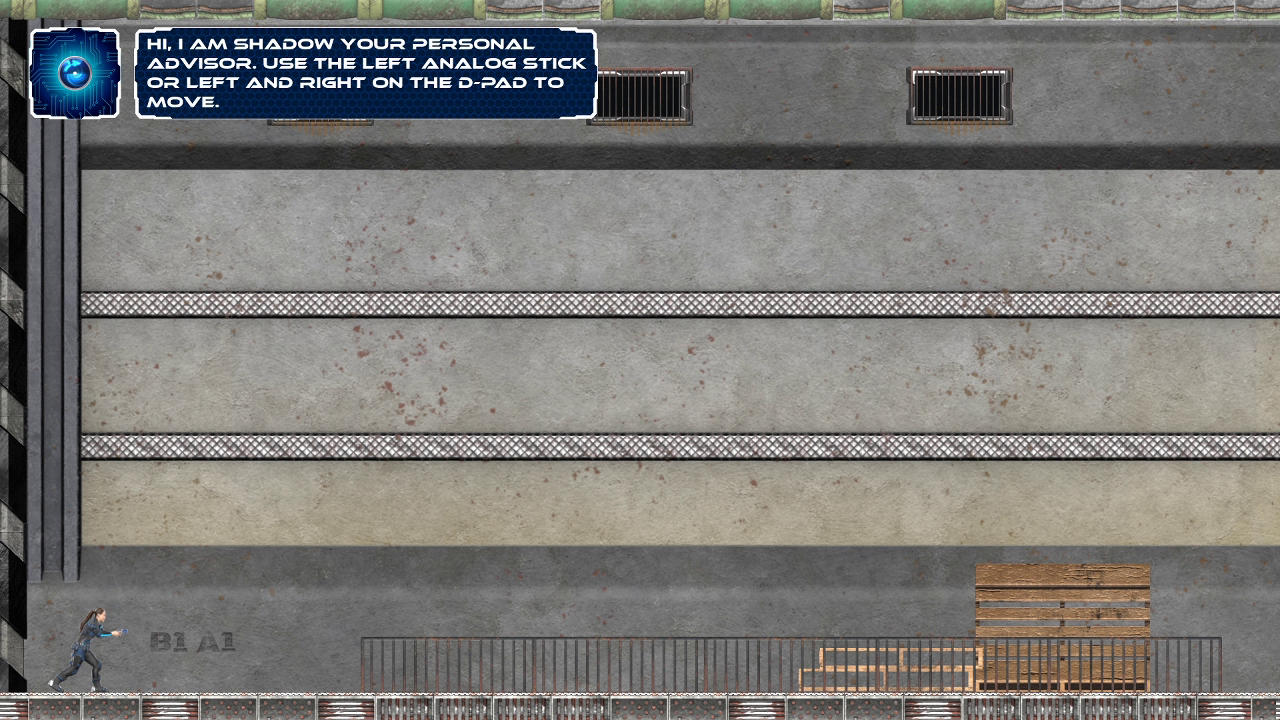 HI, I AM SHADOW YOUR PERSONAL
ADVISOR. USE THE LEFT ANALOG STICK
OR LEFT AND RIGHT ON THE D-PAD TO
MOVE.
B1 A1